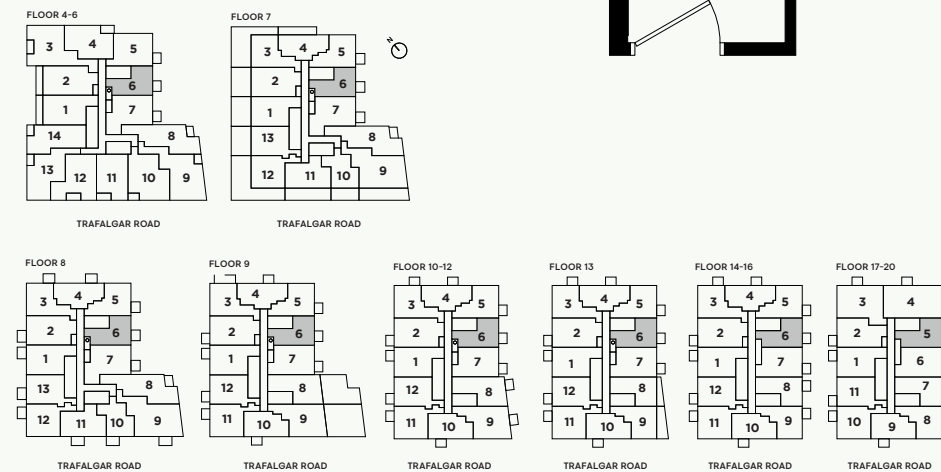 FLOOR 4-6
FLOOR 7
N
3 4 5
2 6
1 7
14 8
13 12 11 10 9
3 4 5
2 6
1 7
13 8
12 11 10 9
TRAFALGAR ROAD
TRAFALGAR ROAD
FLOOR 8
FLOOR 9
FLOOR 10-12
FLOOR 13
FLOOR 14-16
FLOOR 17-20
3 4 5
2 6
1 7
13 8
12 11 10 9
3 4 5
2 6
1 7
12 8
11 10 9
3 4 5
2 6
1 7
12 8
11 10 9
3 4 5
2 6
1 7
12 8
11 10 9
3 4 5
2 6
1 7
12 8
11 10 9
3 4
2 5
1 6
11 7
10 9 8
TRAFALGAR ROAD
TRAFALGAR ROAD
TRAFALGAR ROAD
TRAFALGAR ROAD
TRAFALGAR ROAD
TRAFALGAR ROAD